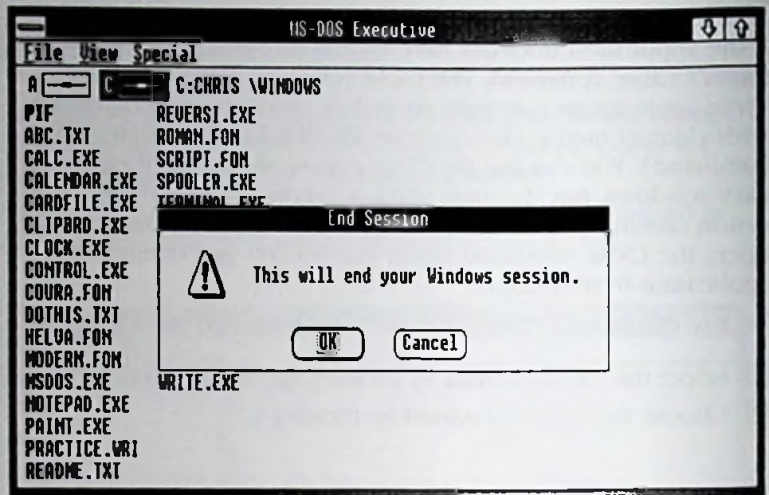 MS-DOS Executive
File View Special
A C C:CHRIS \WINDOWS
PIF REVERSI.EXE
ABC.TXT ROMAN.FON
CALC.EXE SCRIPT.FON
CALENDAR.EXE SPOOLER.EXE
CARDFILE.EXE TERMINAL.EXE
CLIPBRD.EXE
CLOCK.EXE
CONTROL.EXE
COURA.FON
DOTHIS.TXT
HELVA.FON
MODERN.FON
MSDOS.EXE WRITE.EXE
NOTEPAD.EXE
PAINT.EXE
PRACTICE.WRI
README.TXT
End Session
This will end your Windows session.
OK Cancel